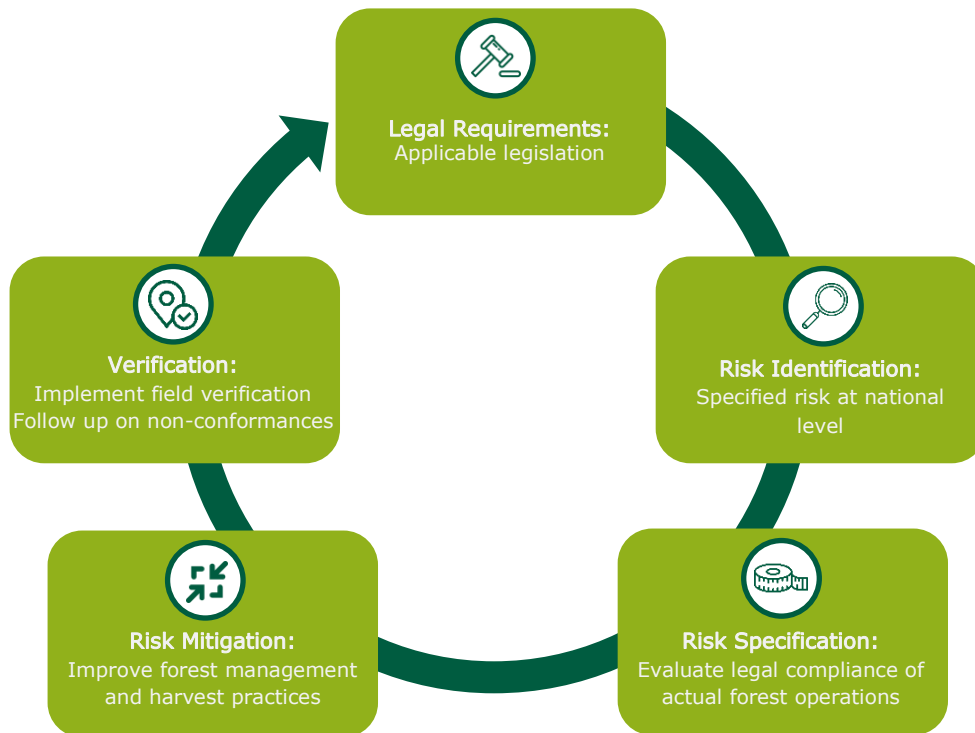 Legal Requirements:
Applicable legislation
Risk Identification:
Specified risk at national
level
Risk Specification:
Evaluate legal compliance of
actual forest operations
Risk Mitigation:
Improve forest management
and harvest practices
Verification:
Implement field verification
Follow up on non-conformances